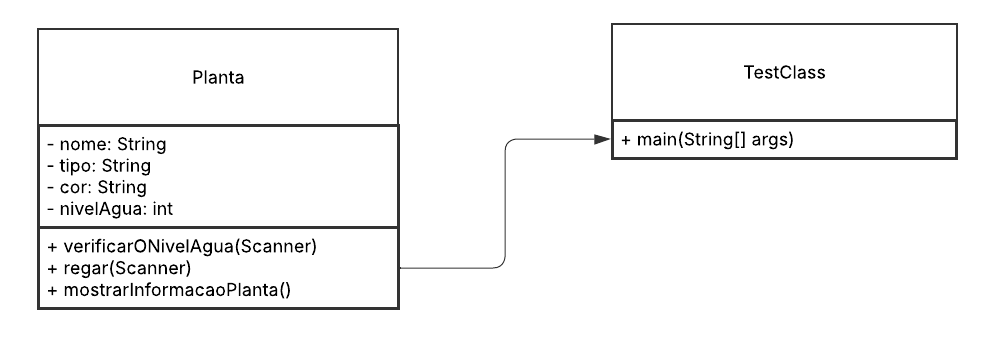 Planta
- nome: String
- tipo: String
- cor: String
- nivelAgua: int
+ verificarONivelAgua(Scanner)
+ regar(Scanner)
+ mostrarInformacaoPlanta()
TestClass
+ main(String[] args)